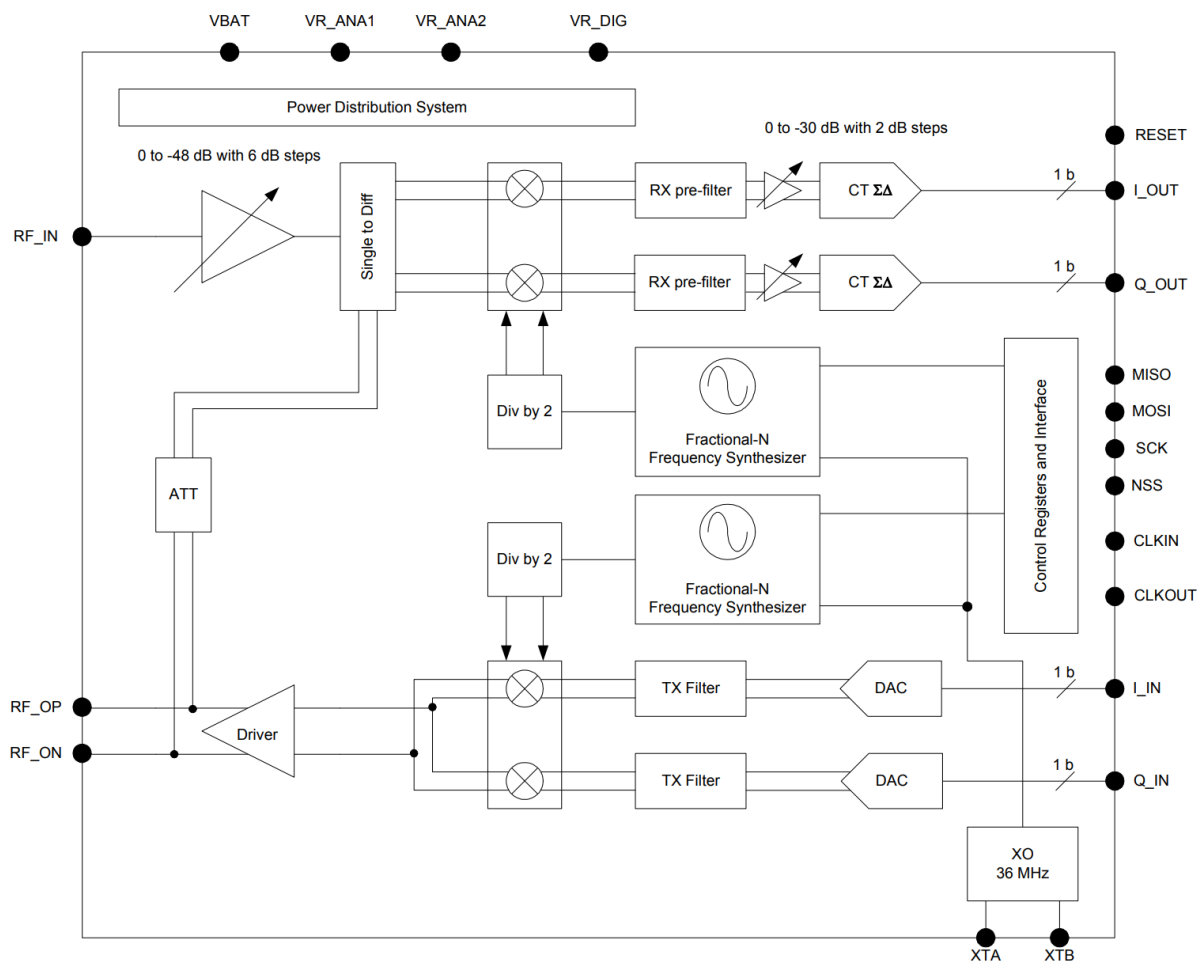 VBAT
VR_ANA1
VR_ANA2
VR_DIG
Power Distribution System
0 to -48 dB with 6 dB steps
0 to -30 dB with 2 dB steps
RESET
RF_IN
Single to Diff
RX pre-filter
CT ΣΔ
1 b
I_OUT
RX pre-filter
CT ΣΔ
1 b
Q_OUT
Div by 2
Fractional-N
Frequency Synthesizer
Control Registers and Interface
MISO
MOSI
SCK
NSS
CLKIN
CLKOUT
ATT
Div by 2
Fractional-N
Frequency Synthesizer
RF_OP
RF_ON
Driver
TX Filter
DAC
1 b
I_IN
TX Filter
DAC
1 b
Q_IN
XO
36 MHz
XTA
XTB